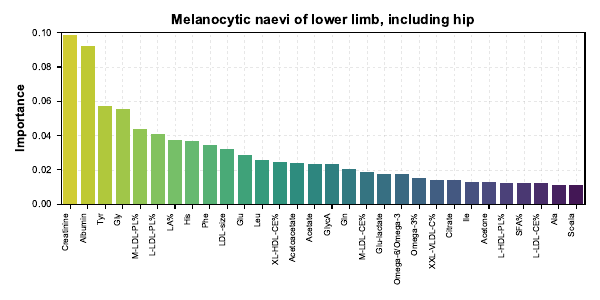 Melanocytic naevi of lower limb, including hip
Importance
0.10
0.08
0.06
0.04
0.02
0.00
Creatinine
Albumin
Tyr
Gly
M-LDL-PL%
L-LDL-PL%
LA%
His
Phe
LDL-size
Glu
Leu
XL-HDL-CE%
Acetoacetate
Acetate
GlycA
Gln
M-LDL-CE%
Glu-lactate
Omega-6/Omega-3
Omega-3%
XXL-VLDL-C%
Citrate
Ile
Acetone
L-HDL-PL%
SFA%
L-LDL-CE%
Ala